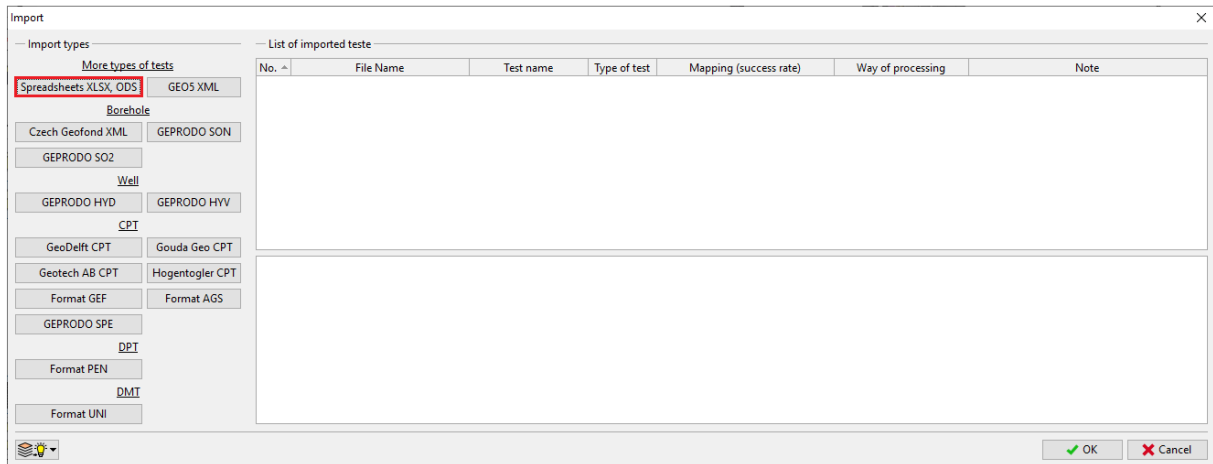 Import
Import types
More types of tests
Spreadsheets XLSX, ODS GEO5 XML
Borehole
Czech Geofond XML GEPRODO SON
GEPRODO SO2
Well
GEPRODO HYD GEPRODO HYV
CPT
GeoDelft CPT Gouda Geo CPT
Geotech AB CPT Hogentogler CPT
Format GEF Format AGS
GEPRODO SPE
DPT
Format PEN
DMT
Format UNI
List of imported teste
No. File Name Test name Type of test Mapping (success rate) Way of processing Note
OK Cancel